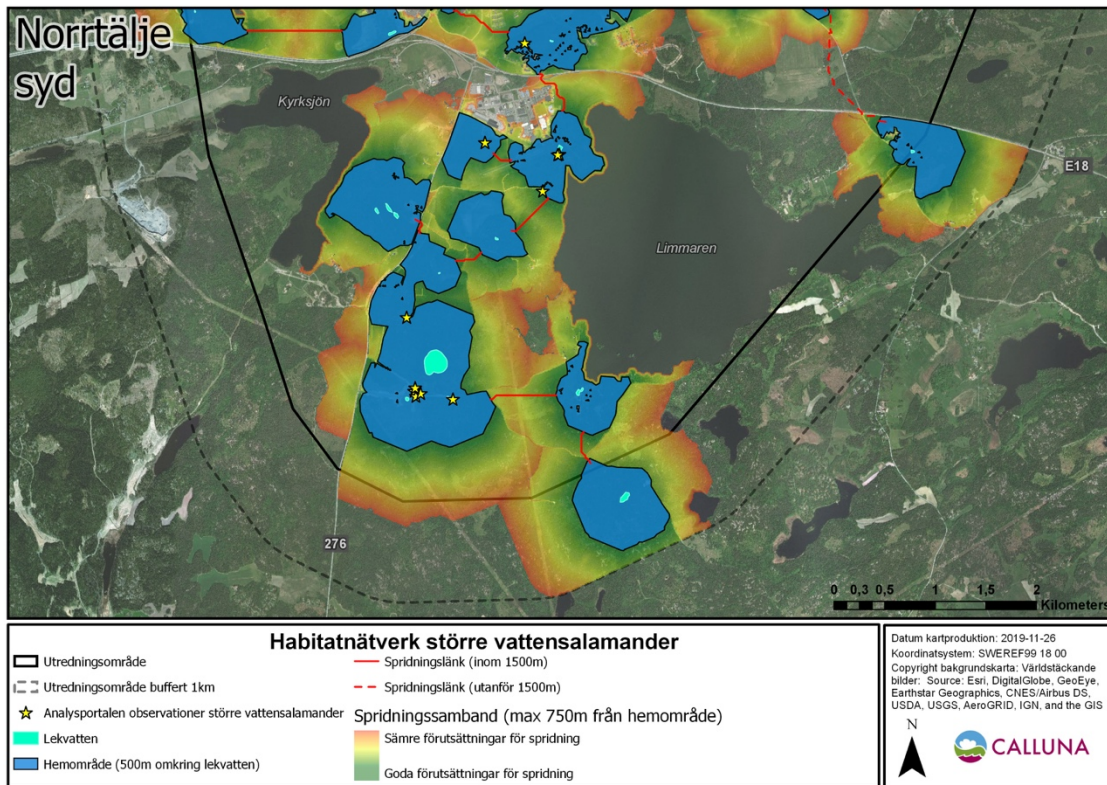 Norrtälje
syd
Kyrksjön
E18
Limmaren
276
0 0,3 0,5 1 1,5 2
Kilometers
Habitatnätverk större vattensalamander
Utredningsområde
Utredningsområde buffert 1km
Analysportalen observationer större vattensalamander
Lekvatten
Hemområde (500m omkring lekvatten)
Spridningslänk (inom 1500m)
Spridningslänk (utanför 1500m)
Spridningssamband (max 750m från hemområde)
Sämre förutsättningar för spridning
Goda förutsättningar för spridning
Datum kartproduktion: 2019-11-26
Koordinatsystem: SWEREF99 18 00
Copyright bakgrundskarta: Världstäckande
bilder: Source: Esri, DigitalGlobe, GeoEye,
Earthstar Geographics, CNES/Airbus DS,
USDA, USGS, AeroGRID, IGN, and the GIS
N
CALLUNA